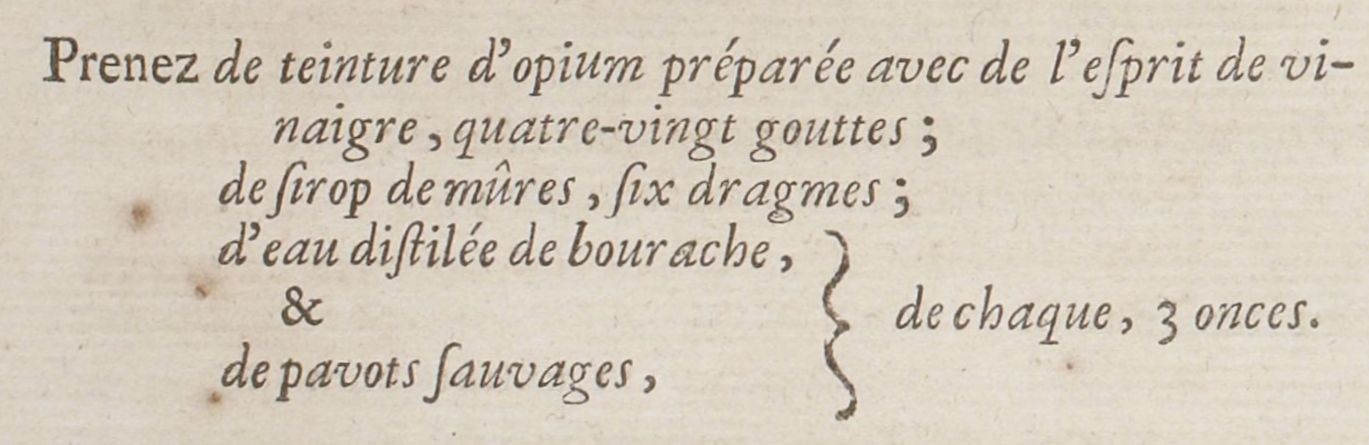 Prenez de teinture d'opium préparée avec de l'eſprit de vi-
naigre, quatre-vingt gouttes;
de ſirop de mûres, ſix dragmes;
d'eau diſtilée de bourache,
&
de chaque, 3 onces.
de pavots ſauvages,